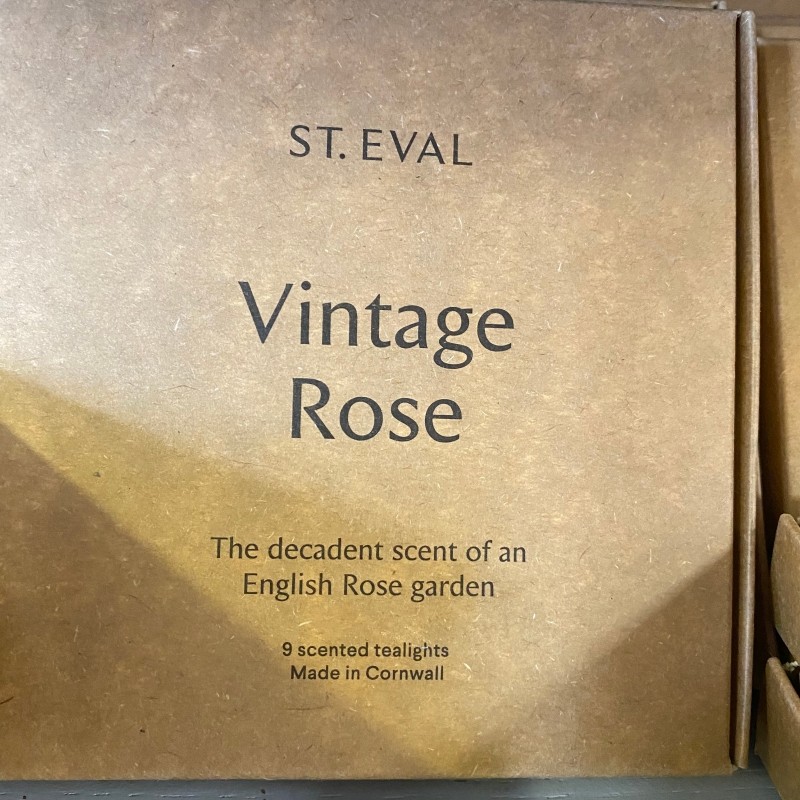 ST. EVAL
Vintage
Rose
The decadent scent of an
English Rose garden
9 scented tealights
Made in Cornwall